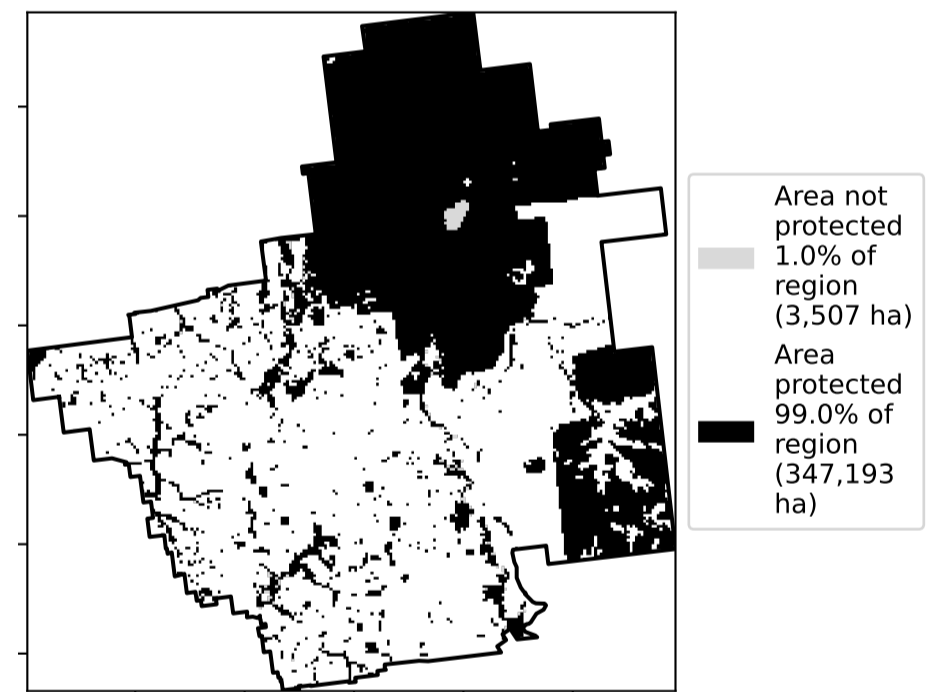 Area not
protected
1.0% of
region
(3,507 ha)
Area
protected
99.0% of
region
(347,193
ha)